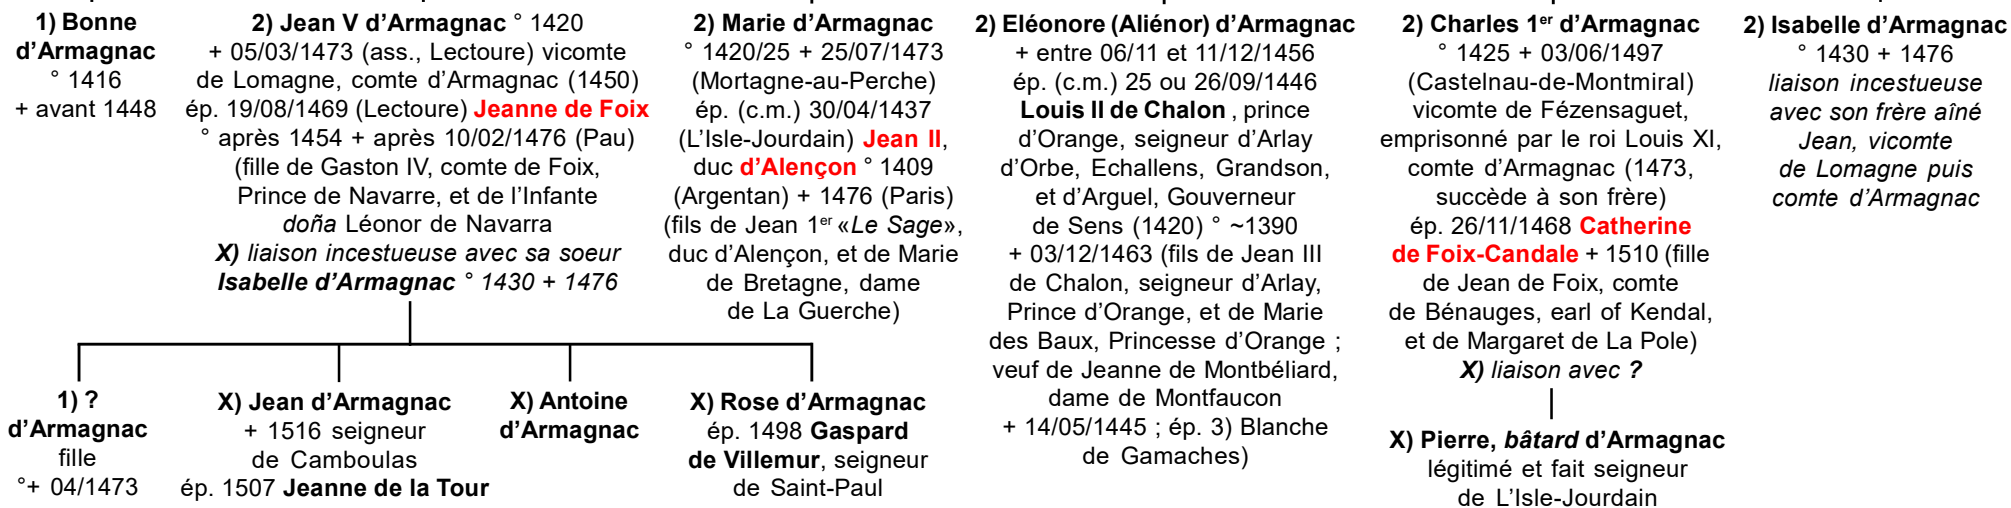 1) Bonne
d’Armagnac
° 1416
+ avant 1448
2) Jean V d’Armagnac ° 1420
+ 05/03/1473 (ass., Lectoure) vicomte
de Lomagne, comte d’Armagnac (1450)
ép. 19/08/1469 (Lectoure) Jeanne de Foix
° après 1454 + après 10/02/1476 (Pau)
(fille de Gaston IV, comte de Foix,
Prince de Navarre, et de l’Infante
doña Léonor de Navarra
X) liaison incestueuse avec sa soeur
Isabelle d’Armagnac ° 1430 + 1476
2) Marie d’Armagnac
° 1420/25 + 25/07/1473
(Mortagne-au-Perche)
ép. (c.m.) 30/04/1437
(L’Isle-Jourdain) Jean II,
duc d’Alençon ° 1409
(Argentan) + 1476 (Paris)
(fils de Jean 1er «Le Sage»,
duc d’Alençon, et de Marie
de Bretagne, dame
de La Guerche)
2) Eléonore (Aliénor) d’Armagnac
+ entre 06/11 et 11/12/1456
ép. (c.m.) 25 ou 26/09/1446
Louis II de Chalon , prince
d’Orange, seigneur d’Arlay
d’Orbe, Echallens, Grandson,
et d’Arguel, Gouverneur
de Sens (1420) ° ~1390
+ 03/12/1463 (fils de Jean III
de Chalon, seigneur d’Arlay,
Prince d’Orange, et de Marie
des Baux, Princesse d’Orange ;
veuf de Jeanne de Montbéliard,
dame de Montfaucon
+ 14/05/1445 ; ép. 3) Blanche
de Gamaches)
2) Charles 1er d’Armagnac
° 1425 + 03/06/1497
(Castelnau-de-Montmiral)
vicomte de Fézensaguet,
emprisonné par le roi Louis XI,
comte d’Armagnac (1473,
succède à son frère)
ép. 26/11/1468 Catherine
de Foix-Candale + 1510 (fille
de Jean de Foix, comte
de Bénauges, earl of Kendal,
et de Margaret de La Pole)
X) liaison avec ?
2) Isabelle d’Armagnac
° 1430 + 1476
liaison incestueuse
avec son frère aîné
Jean, vicomte
de Lomagne puis
comte d’Armagnac
1) ?
d’Armagnac
fille
°+ 04/1473
X) Jean d’Armagnac
+ 1516 seigneur
de Camboulas
ép. 1507 Jeanne de la Tour
X) Antoine
d’Armagnac
X) Rose d’Armagnac
ép. 1498 Gaspard
de Villemur, seigneur
de Saint-Paul
X) Pierre, bâtard d’Armagnac
légitimé et fait seigneur
de L’Isle-Jourdain